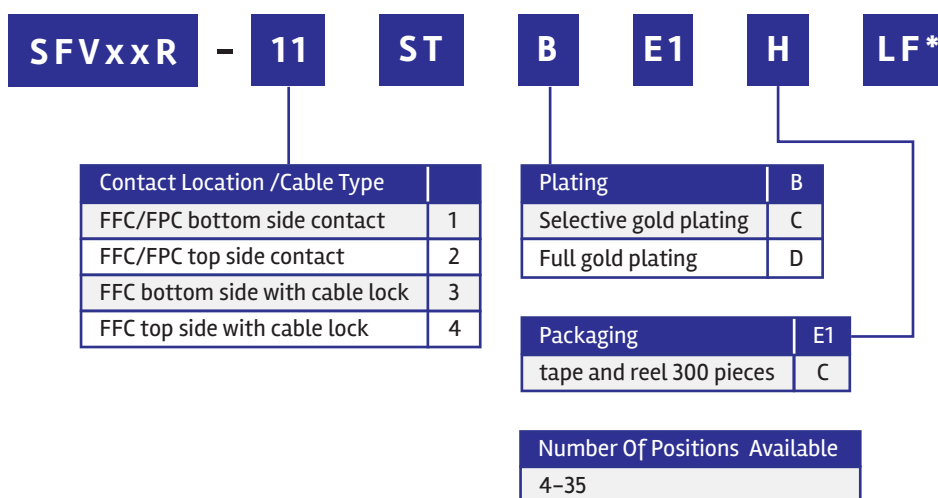 SFVxxR - 11 ST B E1 H LF*
Contact Location /Cable Type
FFC/FPC bottom side contact 1
FFC/FPC top side contact 2
FFC bottom side with cable lock 3
FFC top side with cable lock 4
Plating B
Selective gold plating C
Full gold plating D
Packaging E1
tape and reel 300 pieces C
Number Of Positions Available
4-35